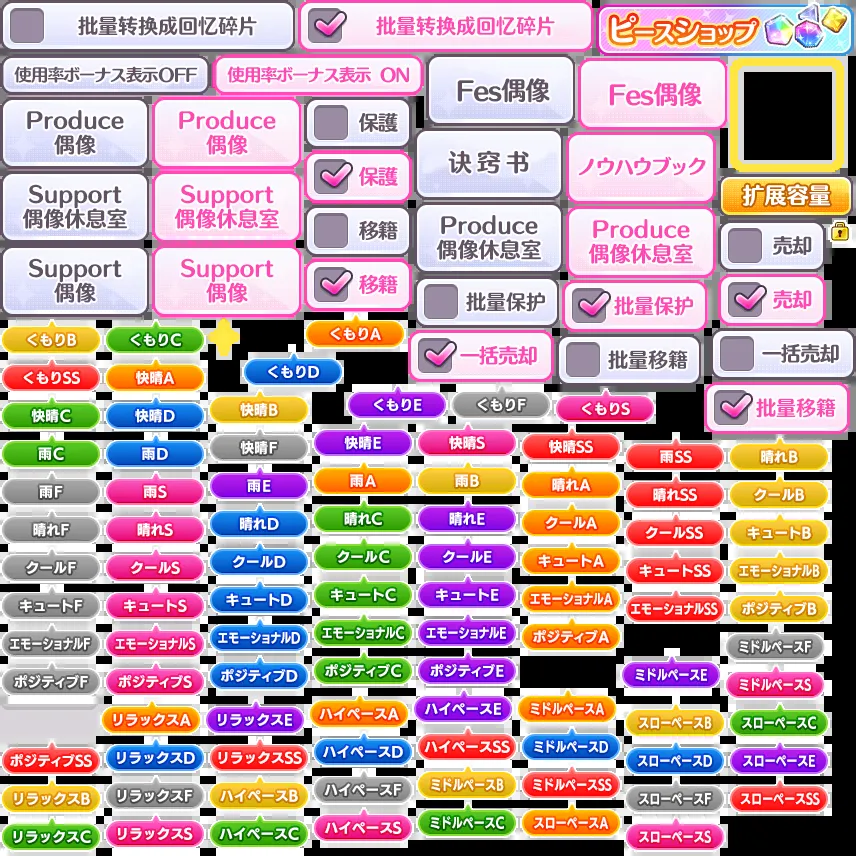 批量转换成回忆碎片
批量转换成回忆碎片
ピースショップ
使用率ボーナス表示OFF
使用率ボーナス表示 ON
Fes偶像
Fes偶像
Produce
偶像
Produce
偶像
保護
诀窍书
ノウハウブック
保護
Support
偶像休息室
Support
偶像休息室
扩展容量
移籍
Produce
偶像休息室
Produce
偶像休息室
売却
Support
偶像
Support
偶像
移籍
批量保护
批量保护
売却
くもりB
くもりC
くもりA
一括売却
批量移籍
一括売却
くもりSS
快晴A
くもりD
くもりE
くもりF
くもりS
批量移籍
快晴C
快晴D
快晴B
快晴E
快晴S
快晴SS
雨C
雨D
快晴F
雨SS
晴れB
雨F
雨S
雨E
雨A
雨B
晴れA
晴れSS
クールB
晴れF
晴れS
晴れD
晴れC
晴れE
クールA
クールSS
キュートB
クールF
クールS
クールD
クールC
クールE
キュートA
キュートSS
エモーショナルB
キュートF
キュートS
キュートD
キュートC
キュートE
エモーショナルA
エモーショナルSS
ポジティブB
エモーショナルF
エモーショナルS
エモーショナルD
エモーショナルC
エモーショナルE
ポジティブA
ミドルペースF
ポジティブF
ポジティブS
ポジティブD
ポジティブC
ポジティブE
ミドルペースE
ミドルペースS
リラックスA
リラックスE
ハイペースA
ハイペースE
ミドルペースA
スローペースB
スローペースC
ポジティブSS
リラックスD
リラックスSS
ハイペースD
ハイペースSS
ミドルペースD
スローペースD
スローペースE
リラックスB
リラックスF
ハイペースB
ハイペースF
ミドルペースB
ミドルペースSS
スローペースF
スローペースSS
リラックスC
リラックスS
ハイペースC
ハイペースS
ミドルペースC
スローペースA
スローペースS